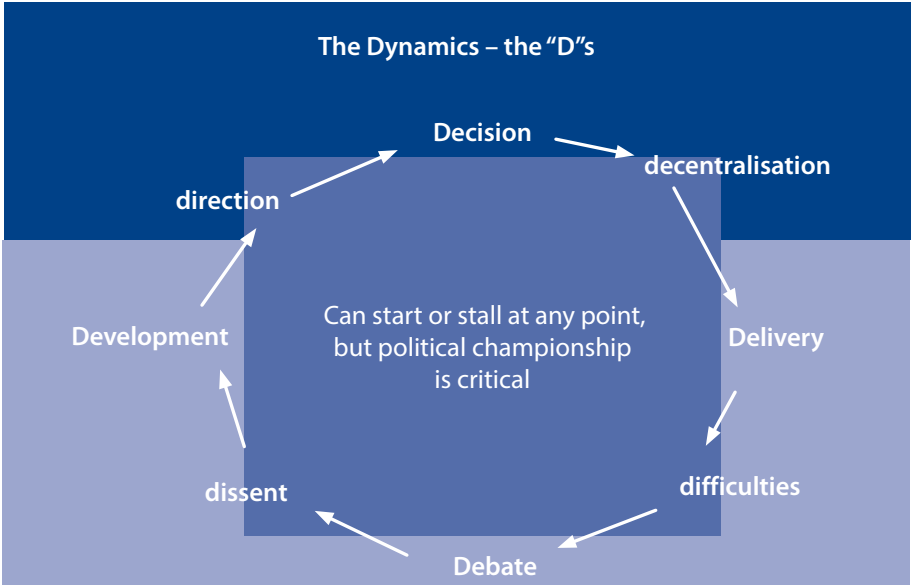 The Dynamics – the “D”s
Decision
decentralisation
direction
Can start or stall at any point,
but political championship
is critical
Development
Delivery
dissent
difficulties
Debate